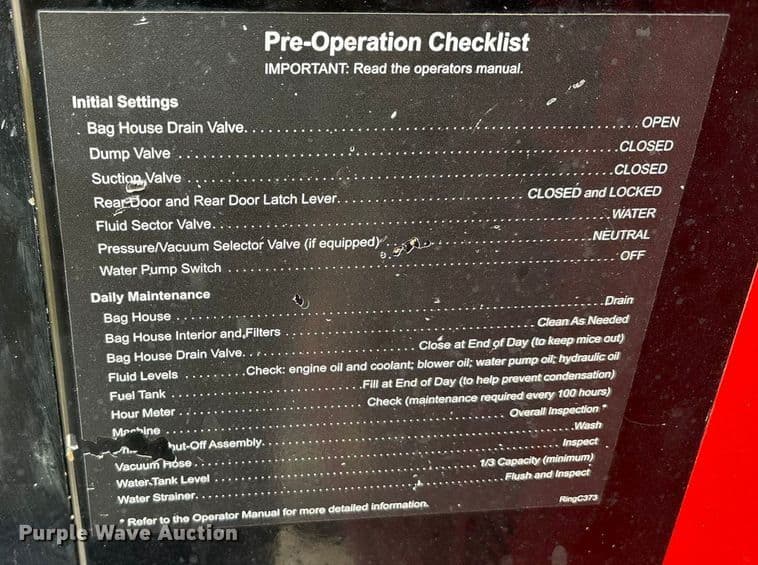 Pre-Operation Checklist
IMPORTANT: Read the operators manual.
Initial Settings
Bag House Drain Valve OPEN
Dump Valve CLOSED
Suction Valve CLOSED
Rear Door and Rear Door Latch Lever CLOSED and LOCKED
Fluid Sector Valve WATER
Pressure/Vacuum Selector Valve (if equipped) NEUTRAL
Water Pump Switch OFF
Daily Maintenance
Bag House Drain
Bag House Interior and Filters Clean As Needed
Bag House Drain Valve Close at End of Day (to keep mice out)
Fluid Levels Check: engine oil and coolant; blower oil; water pump oil; hydraulic oil
Fuel Tank Fill at End of Day (to help prevent condensation)
Hour Meter Check (maintenance required every 100 hours)
Machine Overall Inspection *
Shut-Off Assembly Wash
Vacuum Hose Inspect
Water Tank Level 1/3 Capacity (minimum)
Water Strainer Flush and Inspect
* Refer to the Operator Manual for more detailed information.
RingC373
Purple Wave Auction